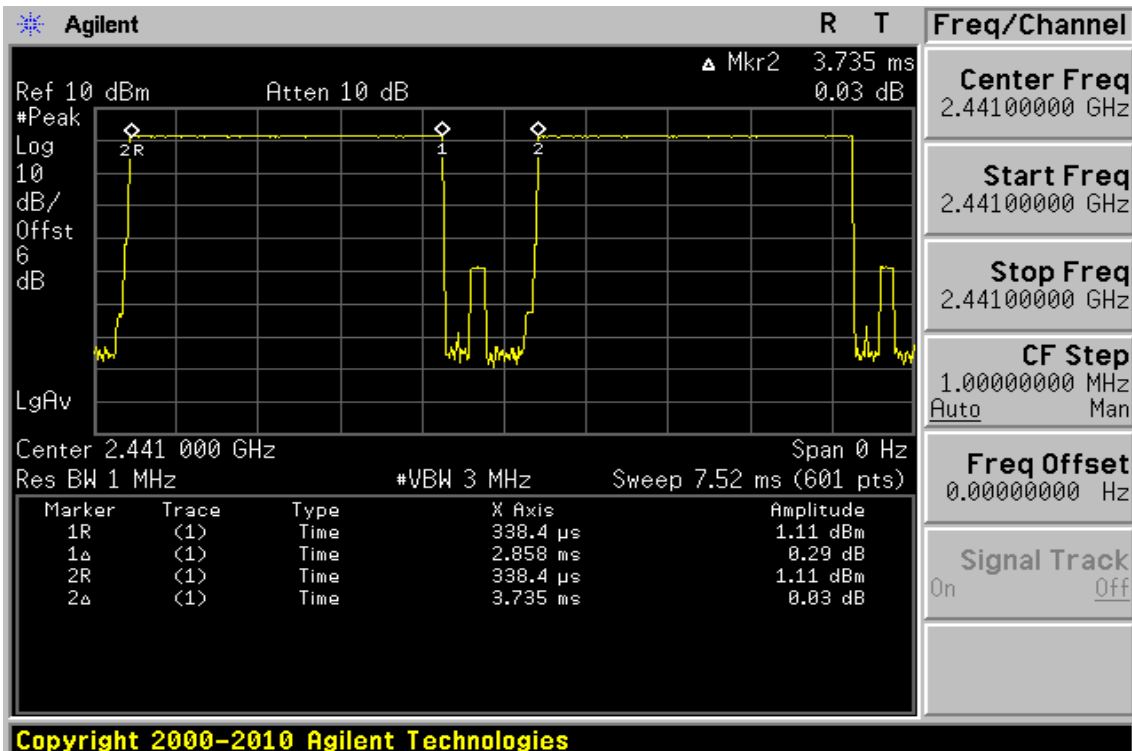 Agilent R T
Freq/Channel
Δ Mkr2 3.735 ms
Ref 10 dBm Atten 10 dB 0.03 dB
#Peak
Log
10
dB/
Offst
6
dB
LgAv
2R 1 2
Center 2.441 000 GHz Span 0 Hz
Res BW 1 MHz #VBW 3 MHz Sweep 7.52 ms (601 pts)
Marker Trace Type X Axis Amplitude
1R (1) Time 338.4 µs 1.11 dBm
1Δ (1) Time 2.858 ms 0.29 dB
2R (1) Time 338.4 µs 1.11 dBm
2Δ (1) Time 3.735 ms 0.03 dB
Center Freq
2.44100000 GHz
Start Freq
2.44100000 GHz
Stop Freq
2.44100000 GHz
CF Step
1.00000000 MHz
Auto Man
Freq Offset
0.00000000 Hz
Signal Track
On Off
Copyright 2000-2010 Agilent Technologies